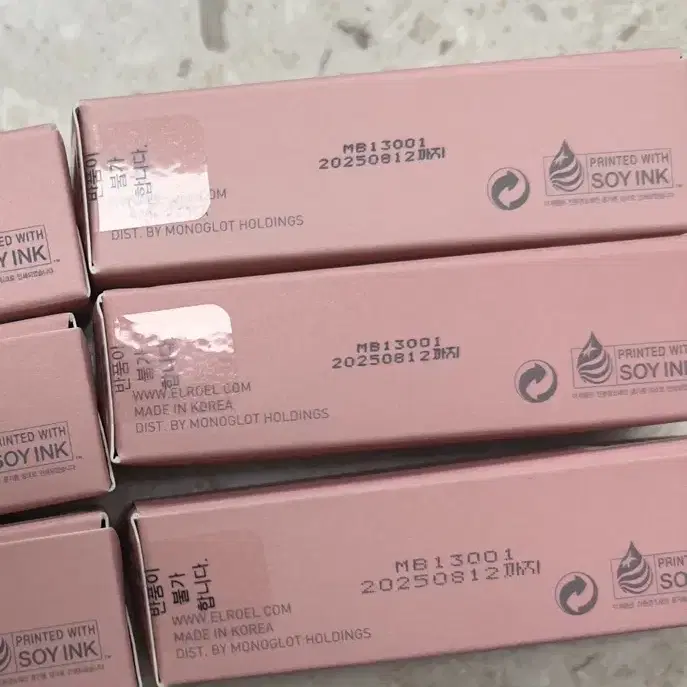 MB13001
20250812까지
PRINTED WITH
SOY INK
반품이
불가
합니다.
.COM
DIST. BY MONOGLOT HOLDINGS
ED WITH
Y INK
MB13001
20250812까지
PRINTED WITH
SOY INK
반품이
불가
합니다.
WWW.ELROEL.COM
MADE IN KOREA
DIST. BY MONOGLOT HOLDINGS
RINTED WITH
SOY INK
MB13001
20250812까지
PRINTED
SOY
반품이
불가
합니다.
WWW.ELROEL.COM
MADE IN KOREA
DIST. BY MONOGLOT HOLDINGS
PRINTED WITH
SOY INK